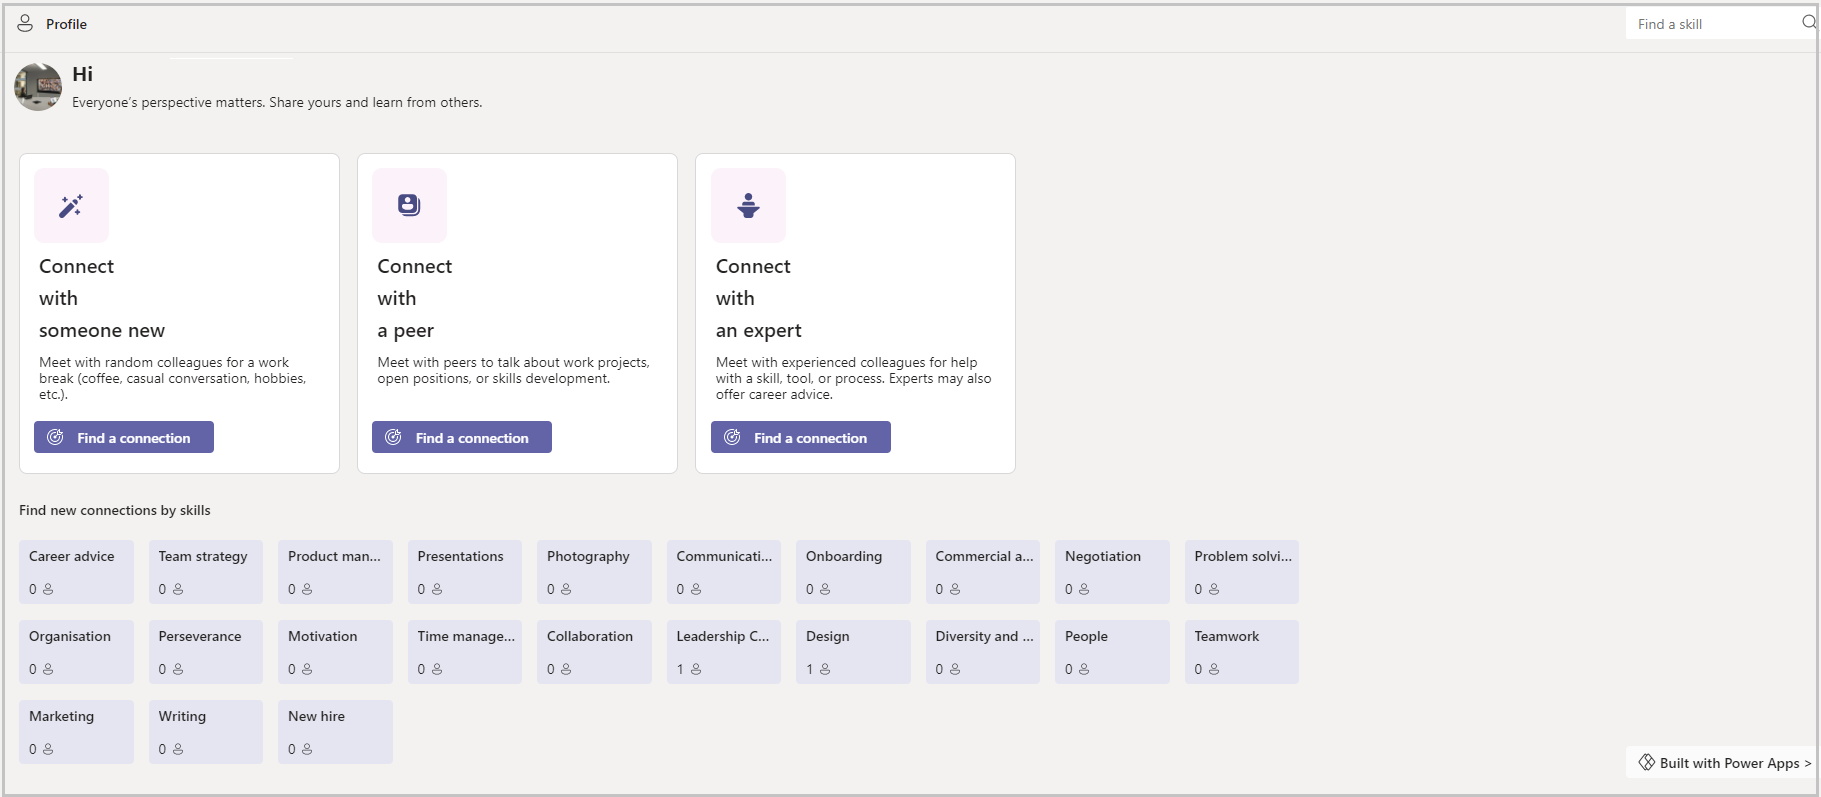 Profile
Find a skill
Hi
Everyone's perspective matters. Share yours and learn from others.
Connect
with
someone new
Meet with random colleagues for a work
break (coffee, casual conversation, hobbies,
etc.).
Find a connection
Connect
with
a peer
Meet with peers to talk about work projects,
open positions, or skills development.
Find a connection
Connect
with
an expert
Meet with experienced colleagues for help
with a skill, tool, or process. Experts may also
offer career advice.
Find a connection
Find new connections by skills
Career advice
0
Team strategy
0
Product man...
0
Presentations
0
Photography
0
Communicati...
0
Onboarding
0
Commercial a...
0
Negotiation
0
Problem solvi...
0
Organisation
0
Perseverance
0
Motivation
0
Time manage...
0
Collaboration
0
Leadership C...
1
Design
1
Diversity and ...
0
People
0
Teamwork
0
Marketing
0
Writing
0
New hire
0
Built with Power Apps >